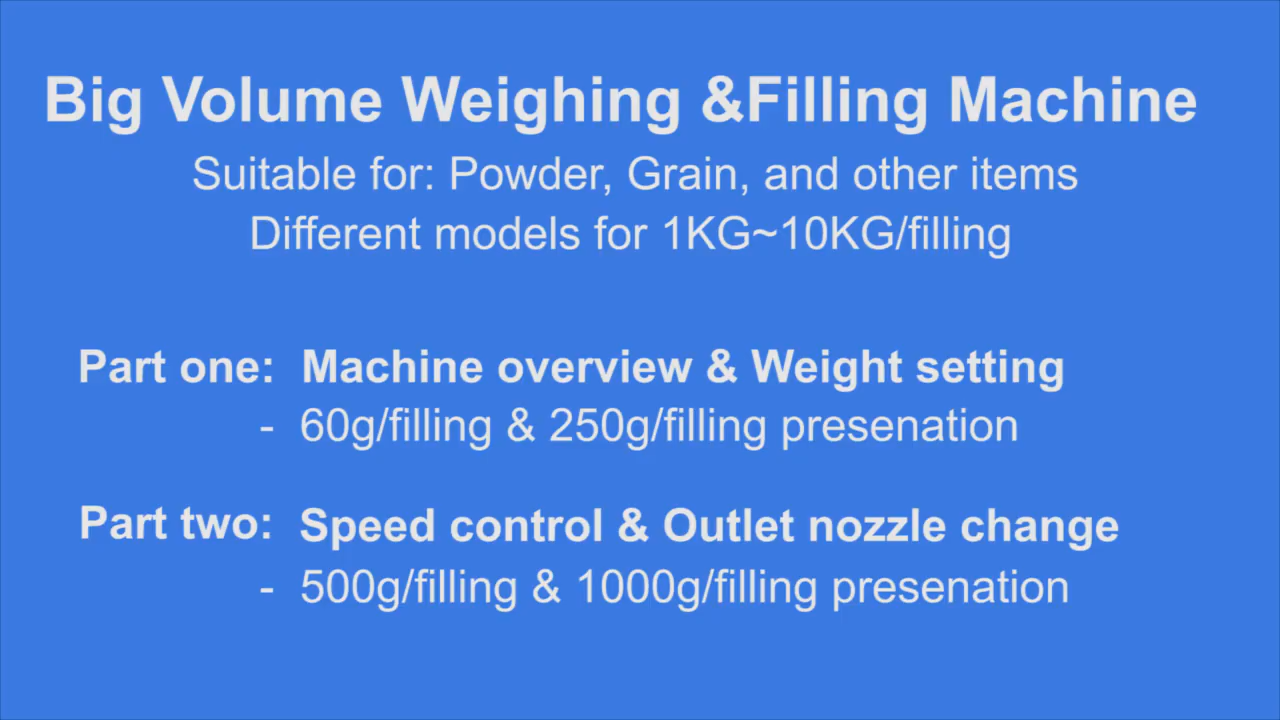 Big Volume Weighing &Filling Machine
Suitable for: Powder, Grain, and other items
Different models for 1KG~10KG/filling
Part one: Machine overview & Weight setting
- 60g/filling & 250g/filling presenation
Part two: Speed control & Outlet nozzle change
- 500g/filling & 1000g/filling presenation